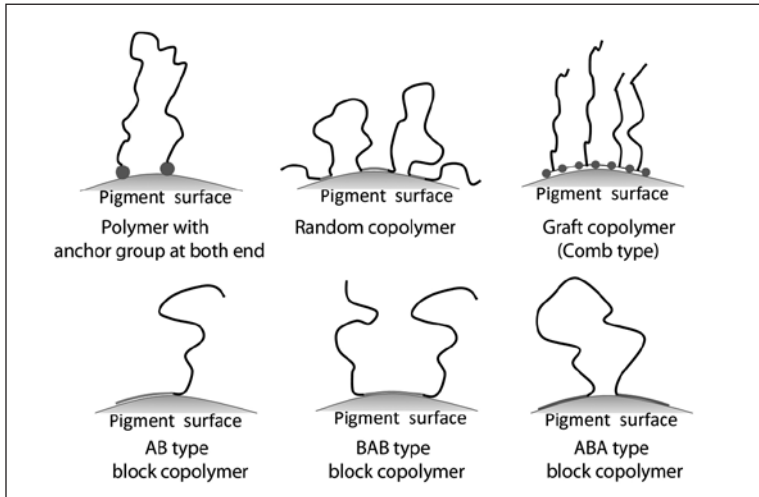 Pigment surface
Polymer with
anchor group at both end
Pigment surface
Random copolymer
Pigment surface
Graft copolymer
(Comb type)
Pigment surface
AB type
block copolymer
Pigment surface
BAB type
block copolymer
Pigment surface
ABA type
block copolymer